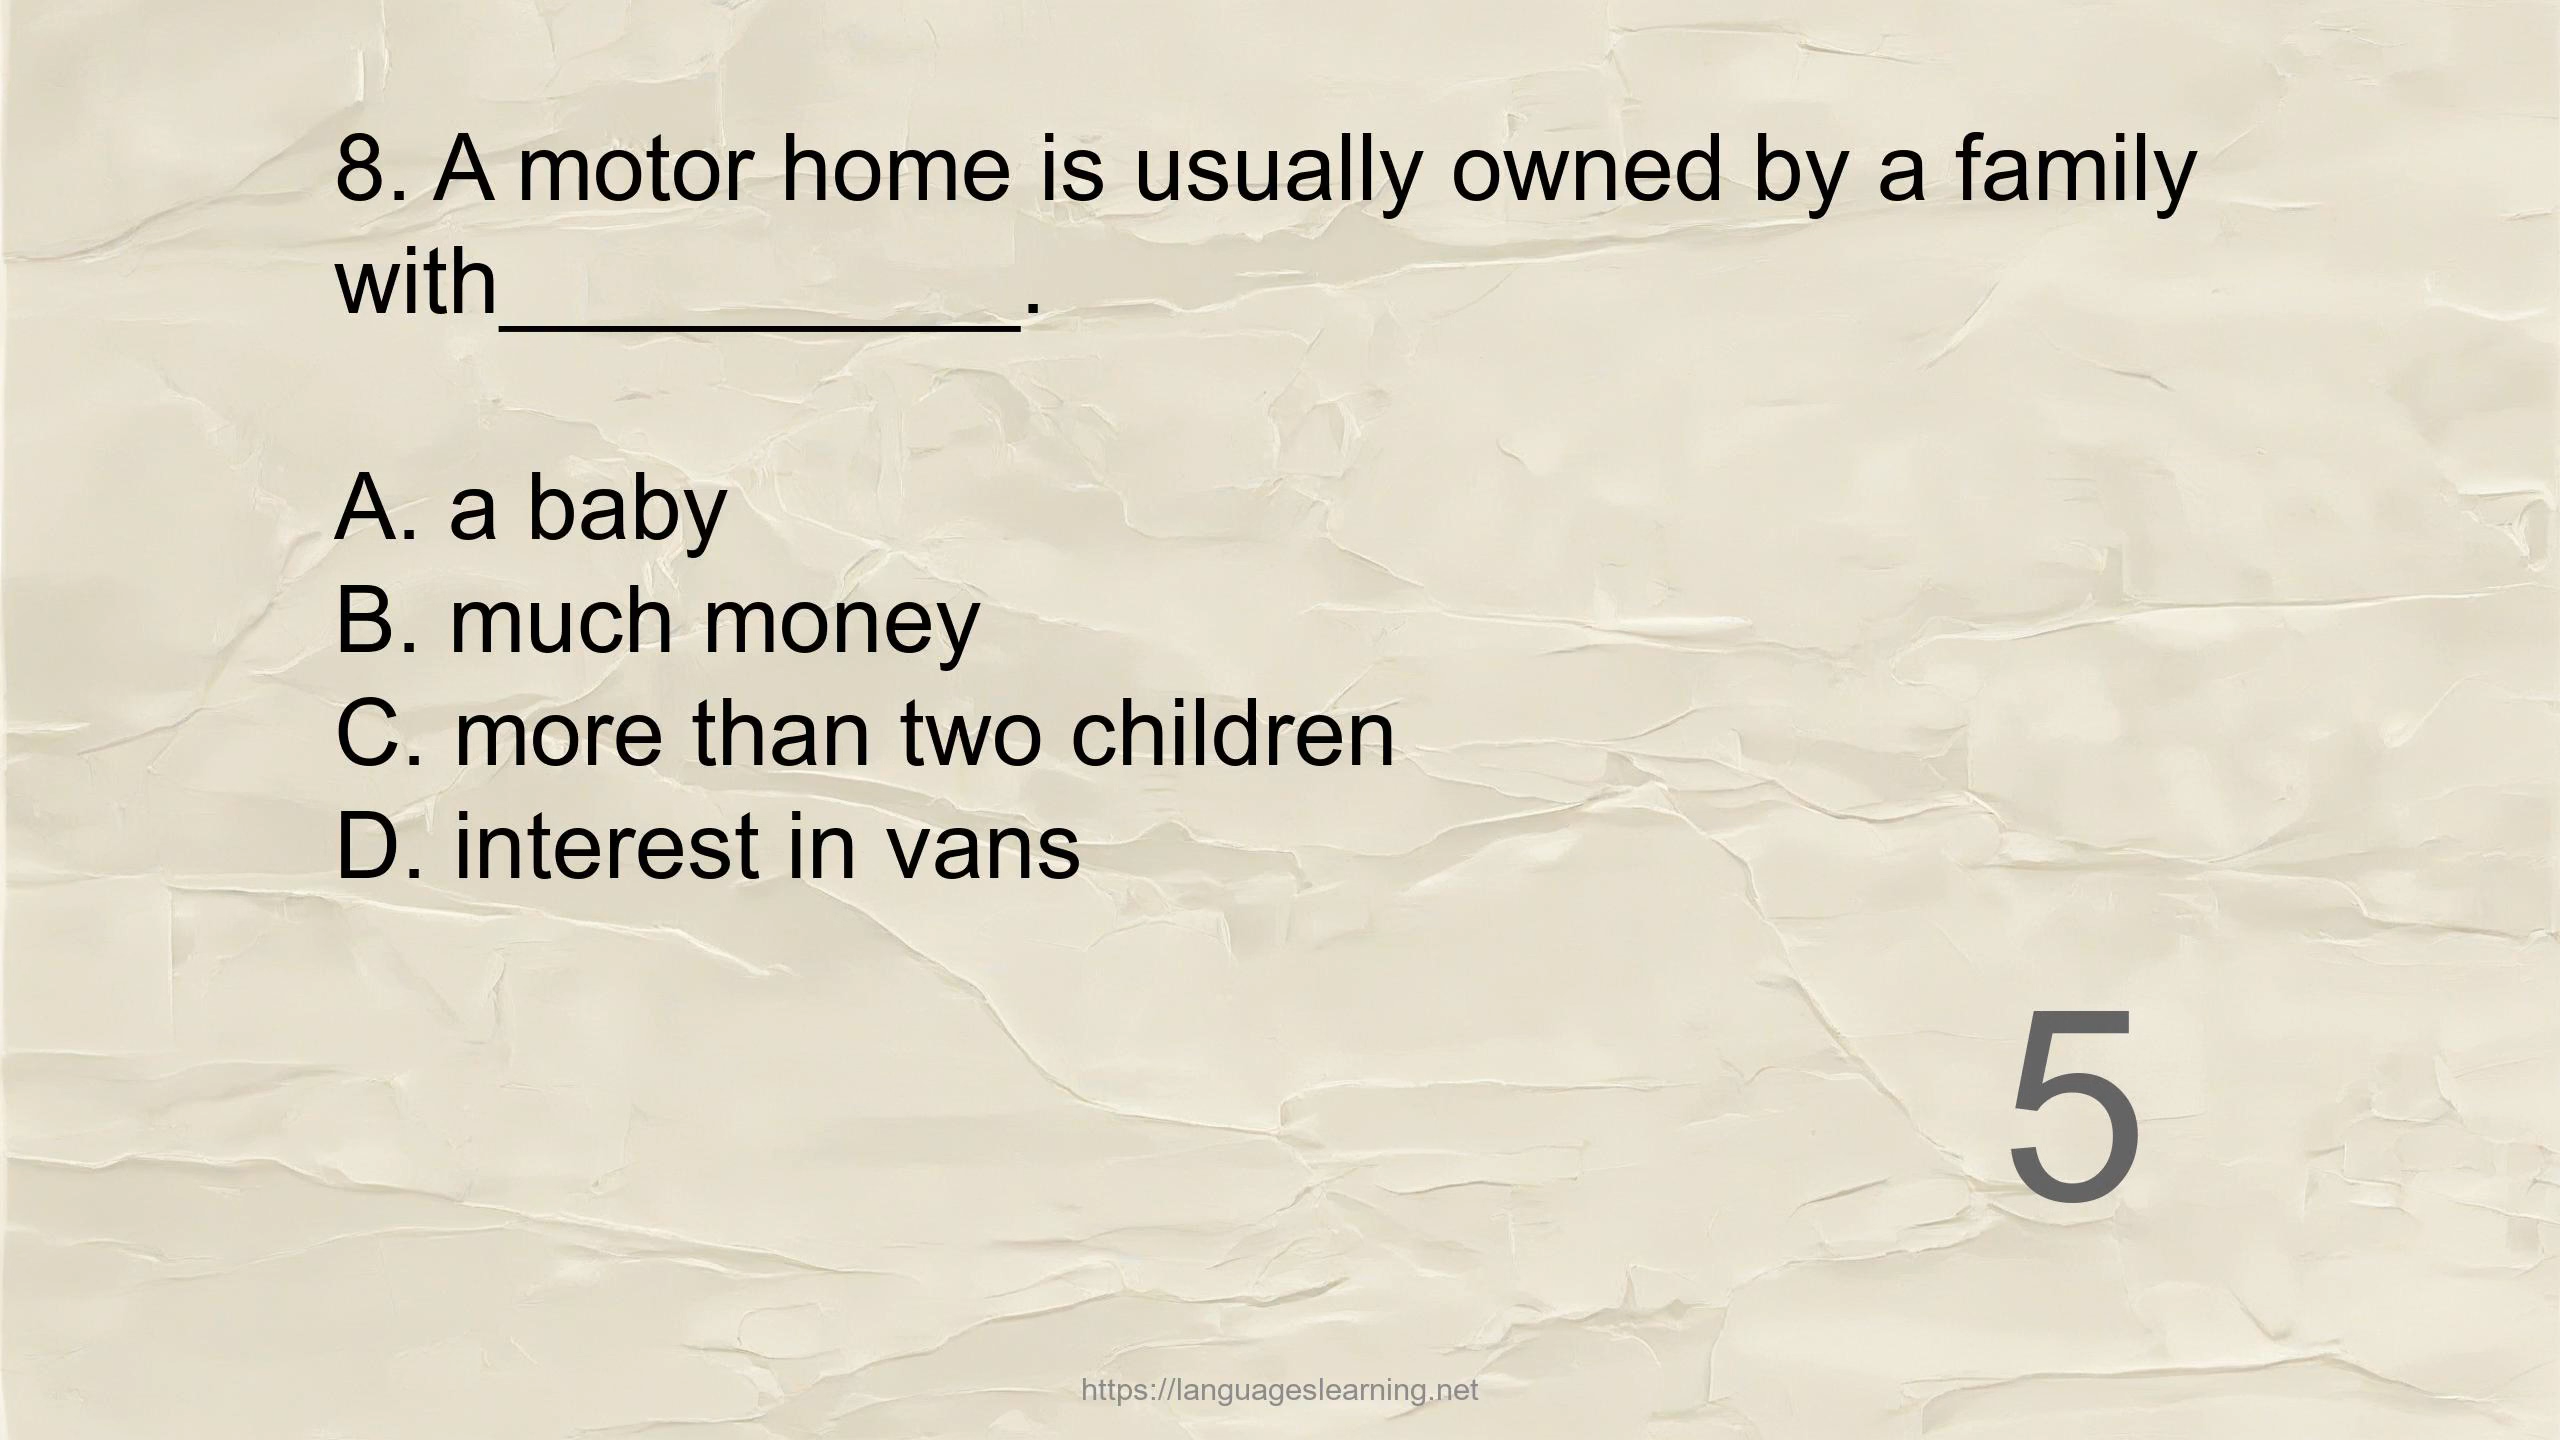 8. A motor home is usually owned by a family
with____________.
A. a baby
B. much money
C. more than two children
D. interest in vans
5
https://languageslearning.net